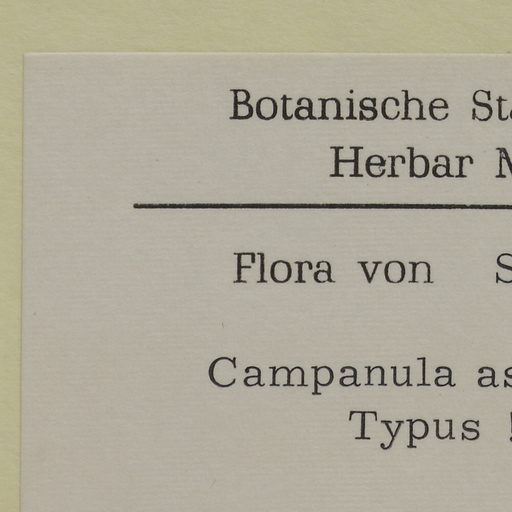 Botanische
Herbar
Flora von
Campanula
Typus !